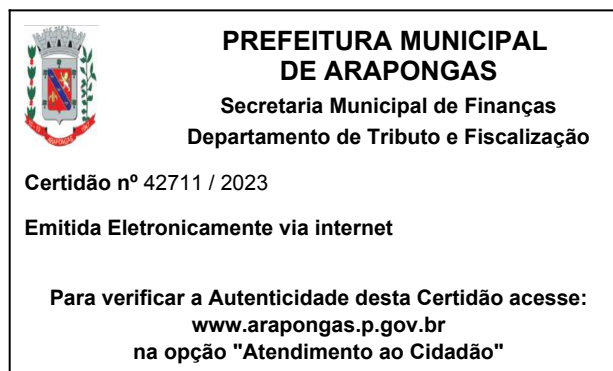 PREFEITURA MUNICIPAL
DE ARAPONGAS
Secretaria Municipal de Finanças
Departamento de Tributo e Fiscalização
ARAPONGAS
Certidão nº 42711 / 2023
Emitida Eletronicamente via internet
Para verificar a Autenticidade desta Certidão acesse:
www.arapongas.p.gov.br
na opção "Atendimento ao Cidadão"